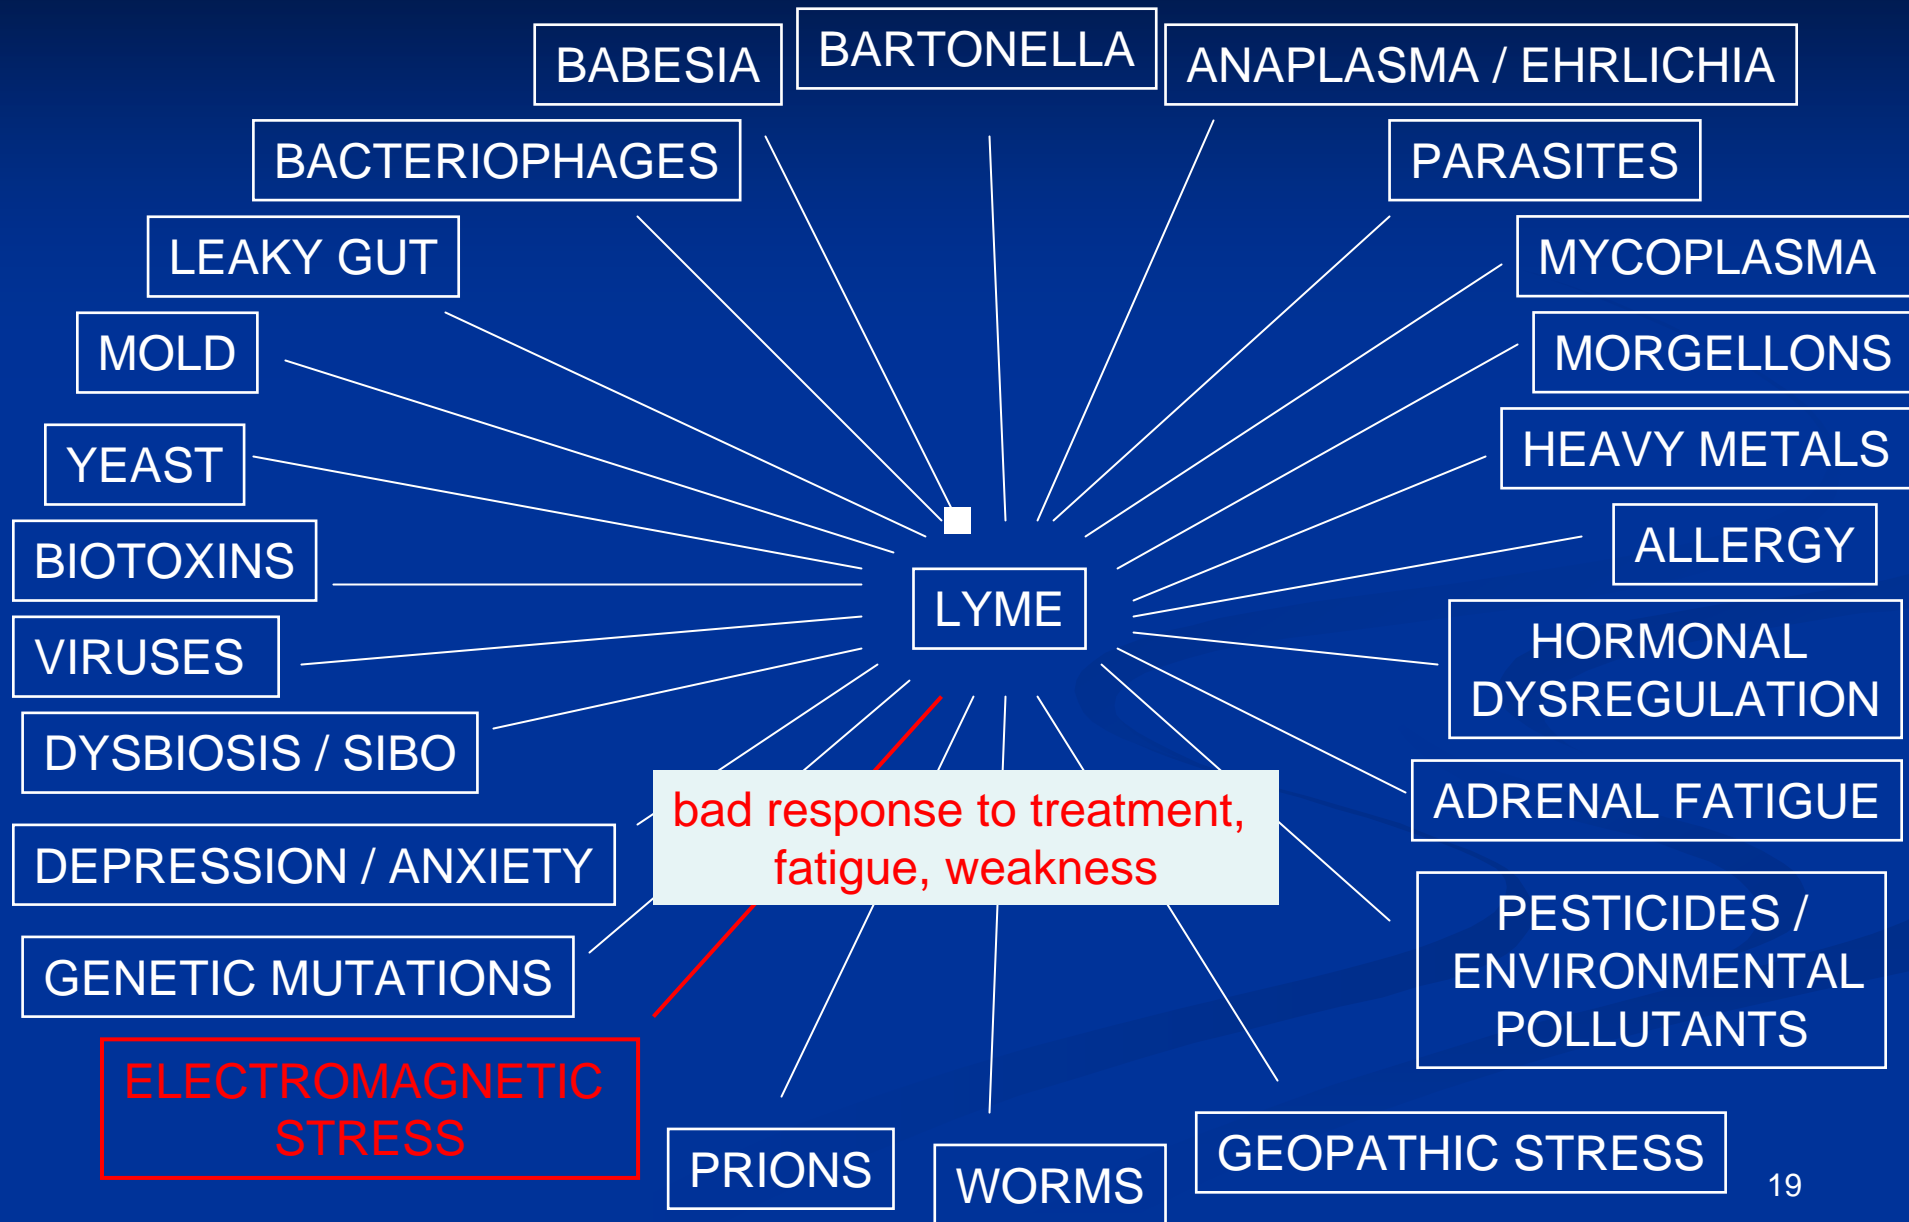 BABESIA
BARTONELLA
ANAPLASMA / EHRLICHIA
BACTERIOPHAGES
PARASITES
LEAKY GUT
MYCOPLASMA
MOLD
MORGELLONS
YEAST
HEAVY METALS
BIOTOXINS
ALLERGY
LYME
VIRUSES
HORMONAL
DYSREGULATION
DYSBIOSIS / SIBO
ADRENAL FATIGUE
bad response to treatment,
fatigue, weakness
DEPRESSION / ANXIETY
PESTICIDES /
ENVIRONMENTAL
POLLUTANTS
GENETIC MUTATIONS
ELECTROMAGNETIC
STRESS
PRIONS
WORMS
GEOPATHIC STRESS
19